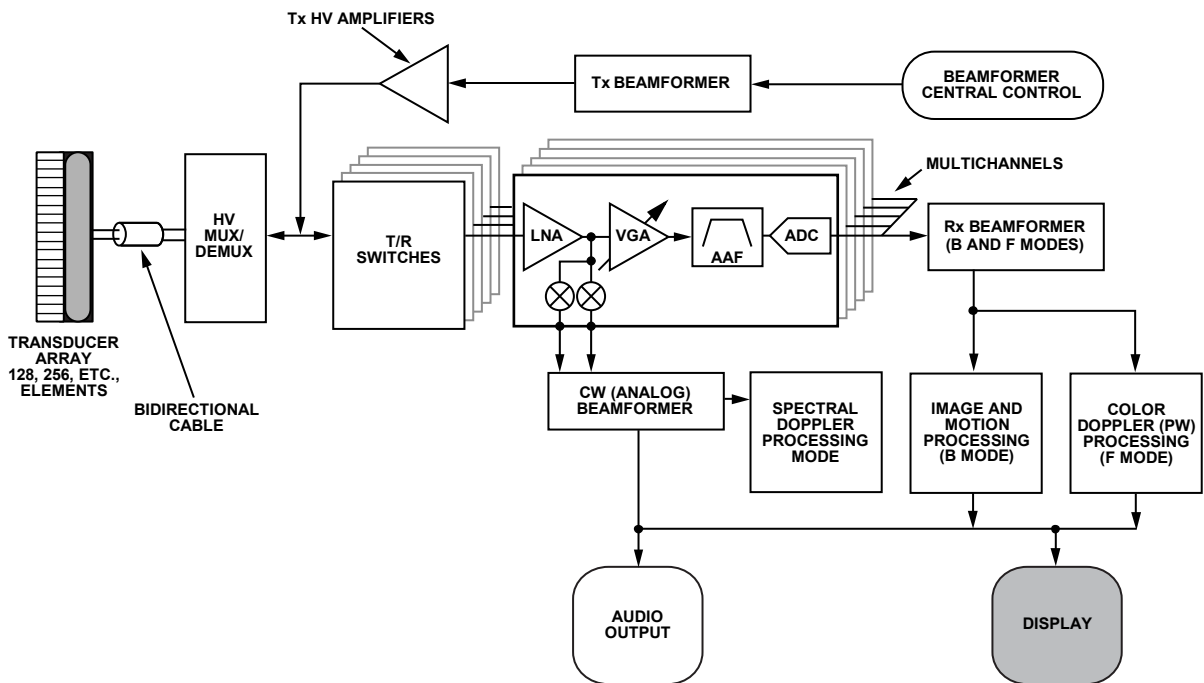 Tx HV AMPLIFIERS
Tx BEAMFORMER
BEAMFORMER
CENTRAL CONTROL
MULTICHANNELS
HV
MUX/
DEMUX
T/R
SWITCHES
LNA
VGA
AAF
ADC
Rx BEAMFORMER
(B AND F MODES)
TRANSDUCER
ARRAY
128, 256, ETC.,
ELEMENTS
BIDIRECTIONAL
CABLE
CW (ANALOG)
BEAMFORMER
SPECTRAL
DOPPLER
PROCESSING
MODE
IMAGE AND
MOTION
PROCESSING
(B MODE)
COLOR
DOPPLER (PW)
PROCESSING
(F MODE)
AUDIO
OUTPUT
DISPLAY